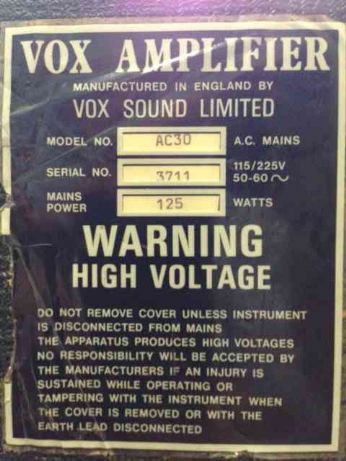 VOX AMPLIFIER
MANUFACTURED IN ENGLAND BY
VOX SOUND LIMITED
MODEL NO. AC30 A.C. MAINS
SERIAL NO. 3711 115/225V
50-60 ~
MAINS
POWER 125 WATTS
WARNING
HIGH VOLTAGE
DO NOT REMOVE COVER UNLESS INSTRUMENT
IS DISCONNECTED FROM MAINS
THE APPARATUS PRODUCES HIGH VOLTAGES
NO RESPONSIBILITY WILL BE ACCEPTED BY
THE MANUFACTURERS IF AN INJURY IS
SUSTAINED WHILE OPERATING OR
TAMPERING WITH THE INSTRUMENT WHEN
THE COVER IS REMOVED OR WITH THE
EARTH LEAD DISCONNECTED